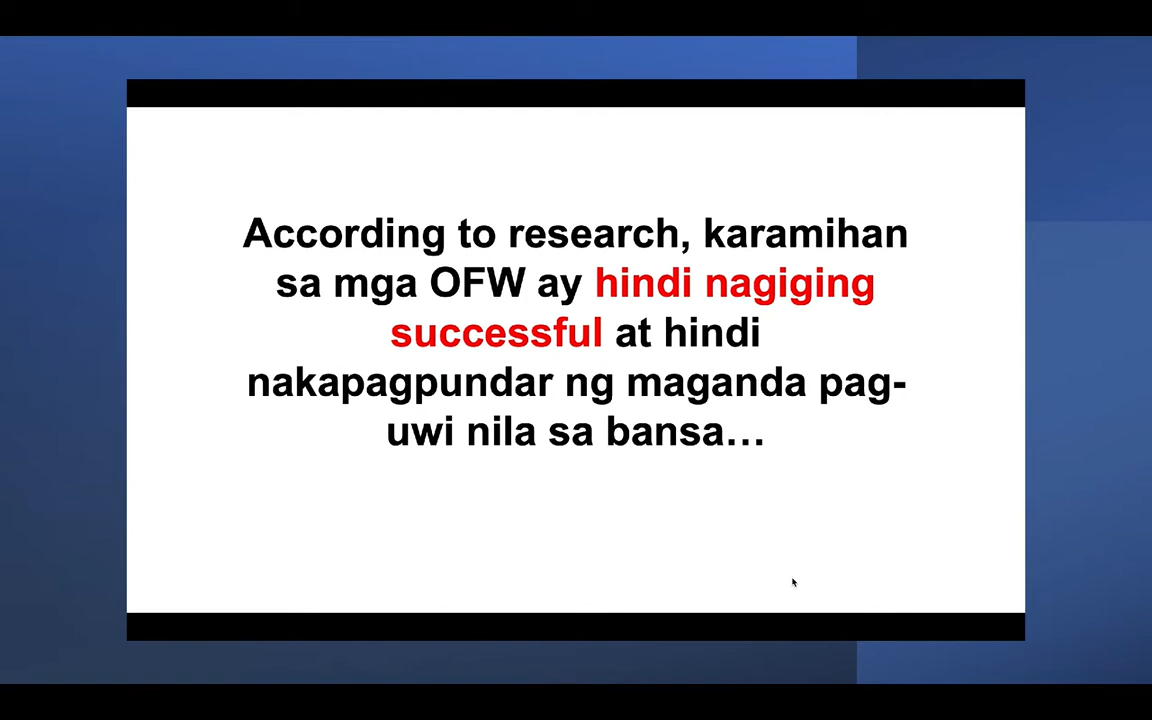 According to research, karamihan
sa mga OFW ay hindi nagiging
successful at hindi
nakapagpundar ng maganda pag-
uwi nila sa bansa…